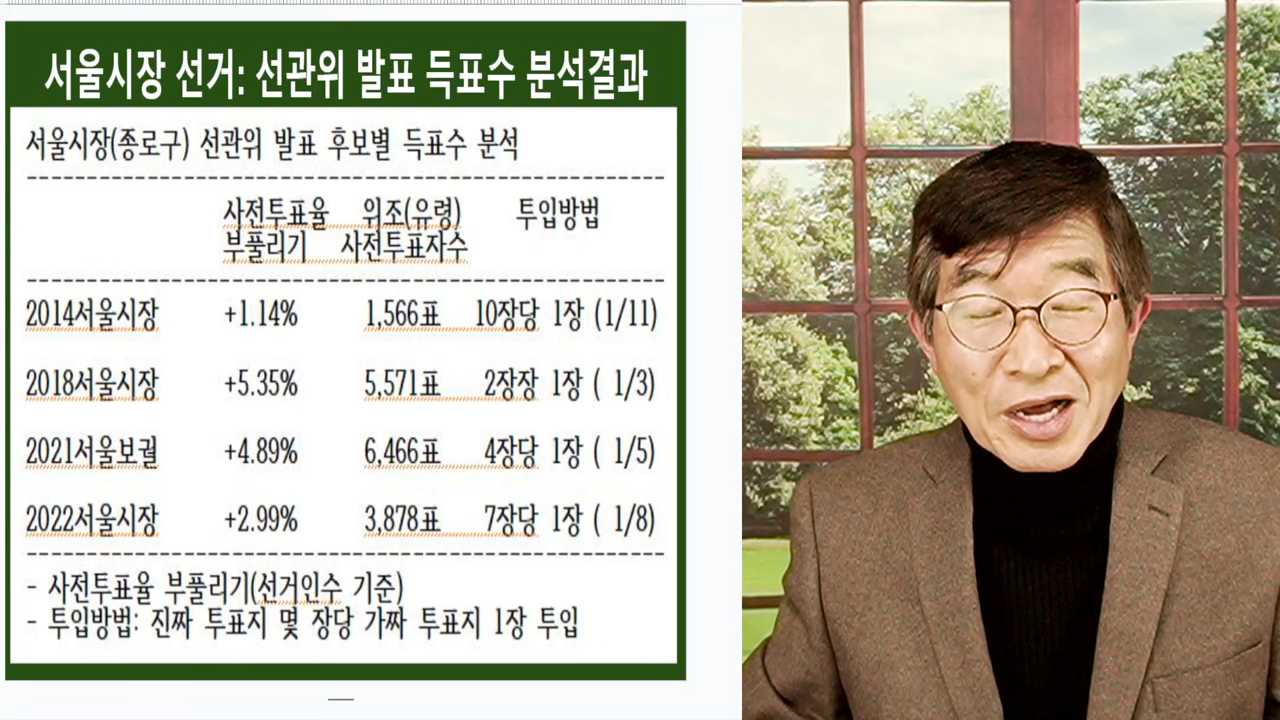 서울시장 선거: 선관위 발표 득표수 분석결과
서울시장(종로구) 선관위 발표 후보별 득표수 분석
사전투표율 위조(유령) 투입방법
부풀리기 사전투표자수
2014서울시장 +1.14% 1,566표 10장당 1장 (1/11)
2018서울시장 +5.35% 5,571표 2장장 1장 ( 1/3)
2021서울보궐 +4.89% 6,466표 4장당 1장 ( 1/5)
2022서울시장 +2.99% 3,878표 7장당 1장 ( 1/8)
- 사전투표율 부풀리기(선거인수 기준)
- 투입방법: 진짜 투표지 몇 장당 가짜 투표지 1장 투입